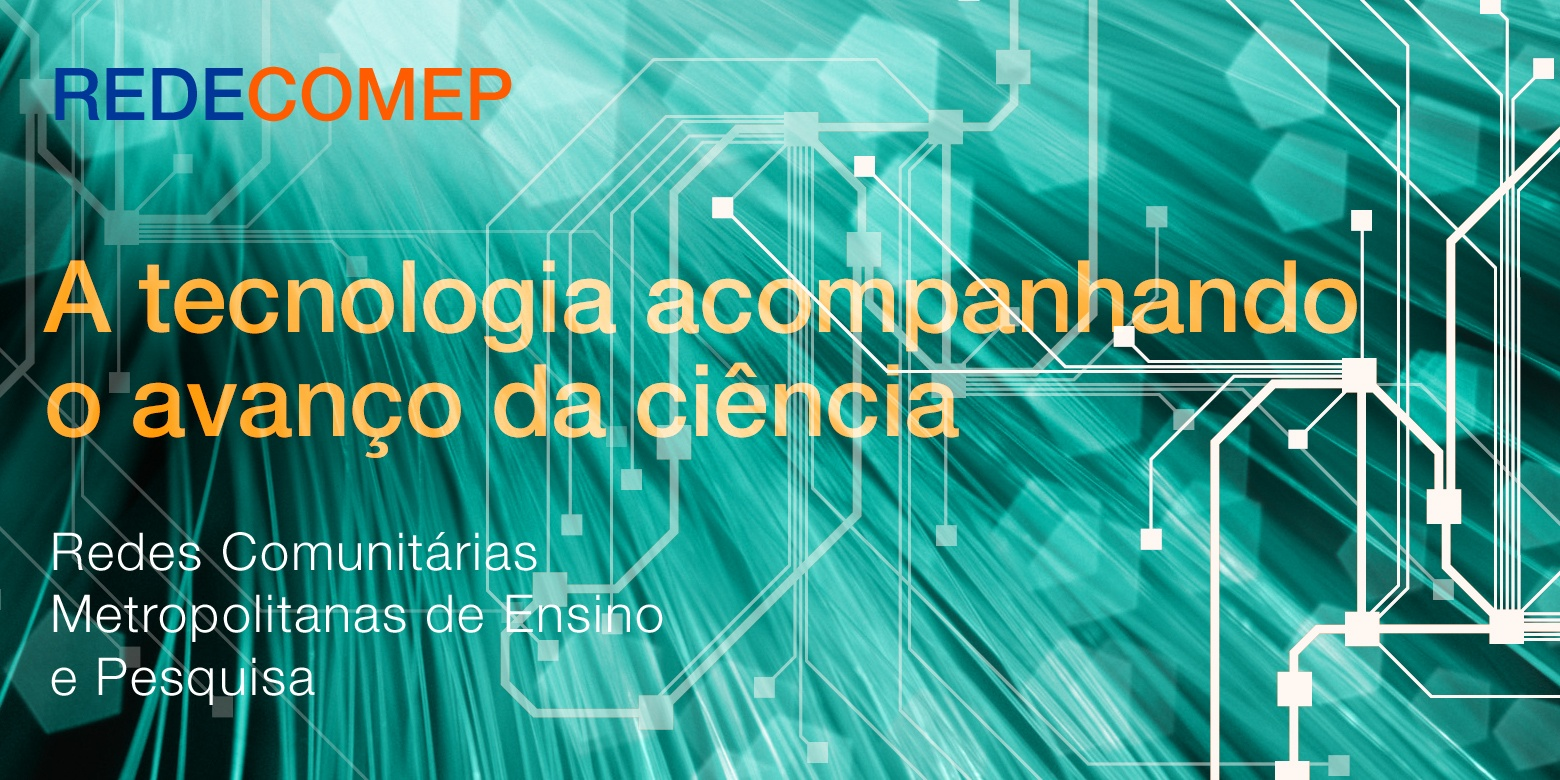 REDECOMEP
A tecnologia acompanhando
o avanço da ciência
Redes Comunitárias
Metropolitanas de Ensino
e Pesquisa